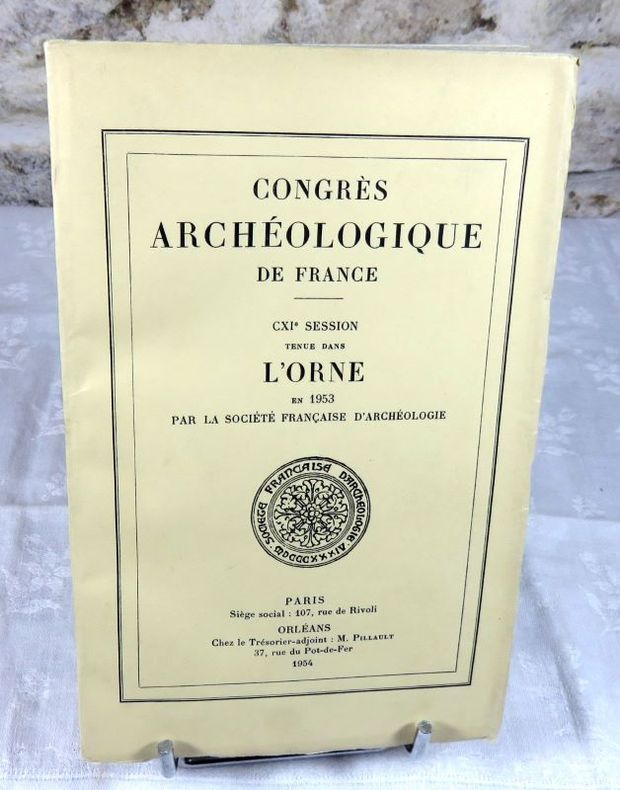 CONGRÈS
ARCHÉOLOGIQUE
DE FRANCE
CXIe SESSION
TENUE DANS
L'ORNE
EN 1953
PAR LA SOCIÉTÉ FRANÇAISE D'ARCHÉOLOGIE
FRANCAISE D'ARCHEOLOGIE
PARIS
Siège social : 107, rue de Rivoli
ORLÉANS
Chez le Trésorier-adjoint : M. PILLAULT
37, rue du Pot-de-Fer
1954